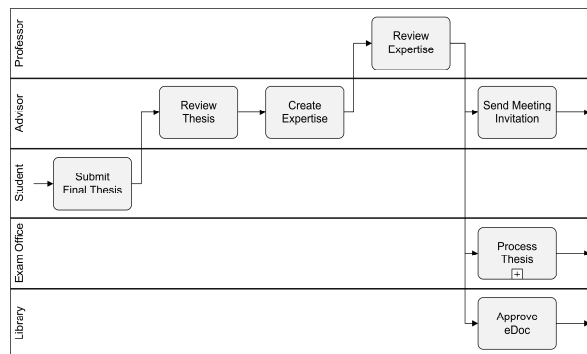 Professor
Review
Expertise
Advisor
Review
Thesis
Create
Expertise
Send Meeting
Invitation
Student
Submit
Final Thesis
Exam Office
Process
Thesis
Library
Approve
eDoc